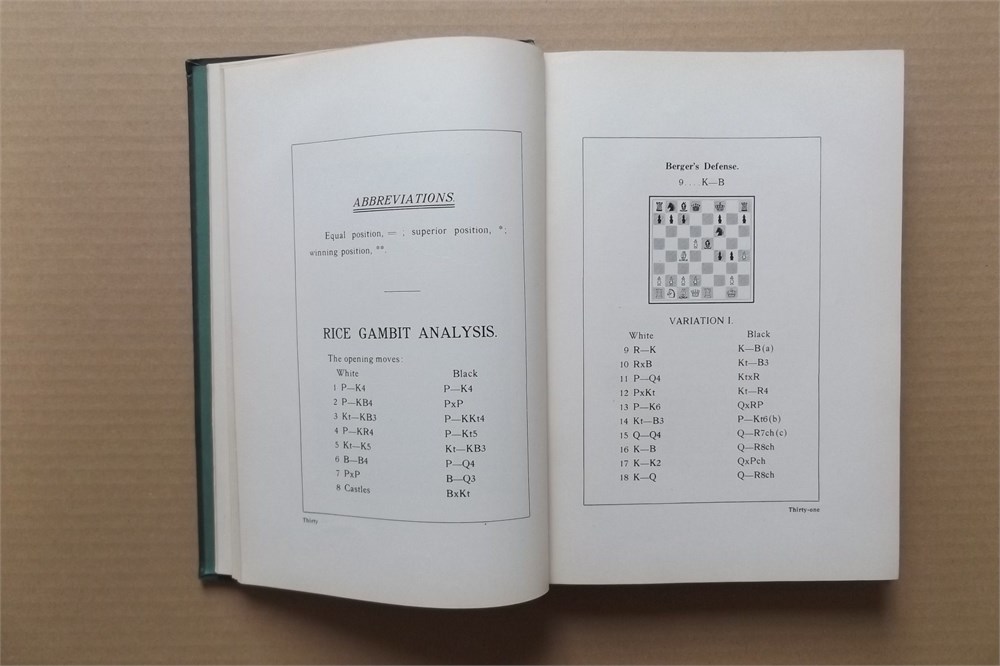 ABBREVIATIONS.
Equal position, = ; superior position, *;
winning position, **.
RICE GAMBIT ANALYSIS.
The opening moves:
White Black
1 P—K4 P—K4
2 P—KB4 PxP
3 Kt—KB3 P—KKt4
4 P—KR4 P—Kt5
5 Kt—K5 Kt—KB3
6 B—B4 P—Q4
7 PxP B—Q3
8 Castles BxKt
Thirty
Berger's Defense.
9 .... K—B
VARIATION I.
White Black
9 R—K K—B(a)
10 RxB Kt—B3
11 P—Q4 KtxR
12 PxKt Kt—R4
13 P—K6 QxRP
14 Kt—B3 P—Kt6(b)
15 Q—Q4 Q—R7ch(c)
16 K—B Q—R8ch
17 K—K2 QxPch
18 K—Q Q—R8ch
Thirty-one